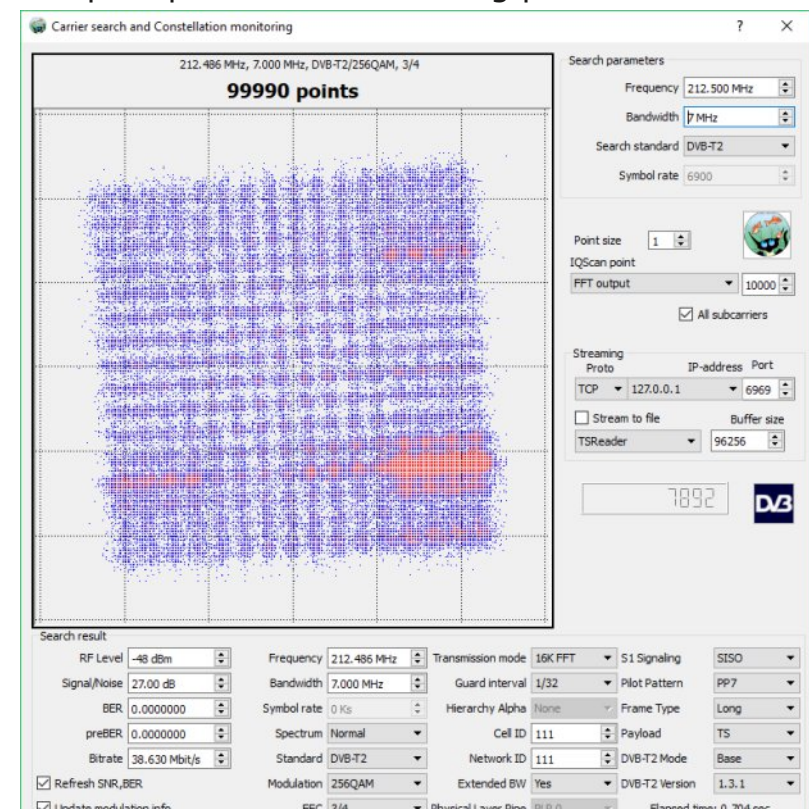 Carrier search and Constellation monitoring
? ×
212.486 MHz, 7.000 MHz, DVB-T2/256QAM, 3/4
99990 points
Search parameters
Frequency 212.500 MHz
Bandwidth 7 MHz
Search standard DVB-T2
Symbol rate 6900
Point size 1
IQScan point
FFT output 10000
All subcarriers
Streaming
Proto IP-address Port
TCP 127.0.0.1 6969
Stream to file Buffer size
TSReader 96256
7892 DVB
Search result
RF Level -48 dBm Frequency 212.486 MHz Transmission mode 16K FFT S1 Signaling SISO
Signal/Noise 27.00 dB Bandwidth 7.000 MHz Guard interval 1/32 Pilot Pattern PP7
BER 0.0000000 Symbol rate 0 Ks Hierarchy Alpha None Frame Type Long
preBER 0.0000000 Spectrum Normal Cell ID 111 Payload TS
Bitrate 38.630 Mbit/s Standard DVB-T2 Network ID 111 DVB-T2 Mode Base
Refresh SNR,BER Modulation 256QAM Extended BW Yes DVB-T2 Version 1.3.1
Update modulation info FEC 3/4 Physical Layer Pipe PLP 0 Elapsed time: 0.304 sec